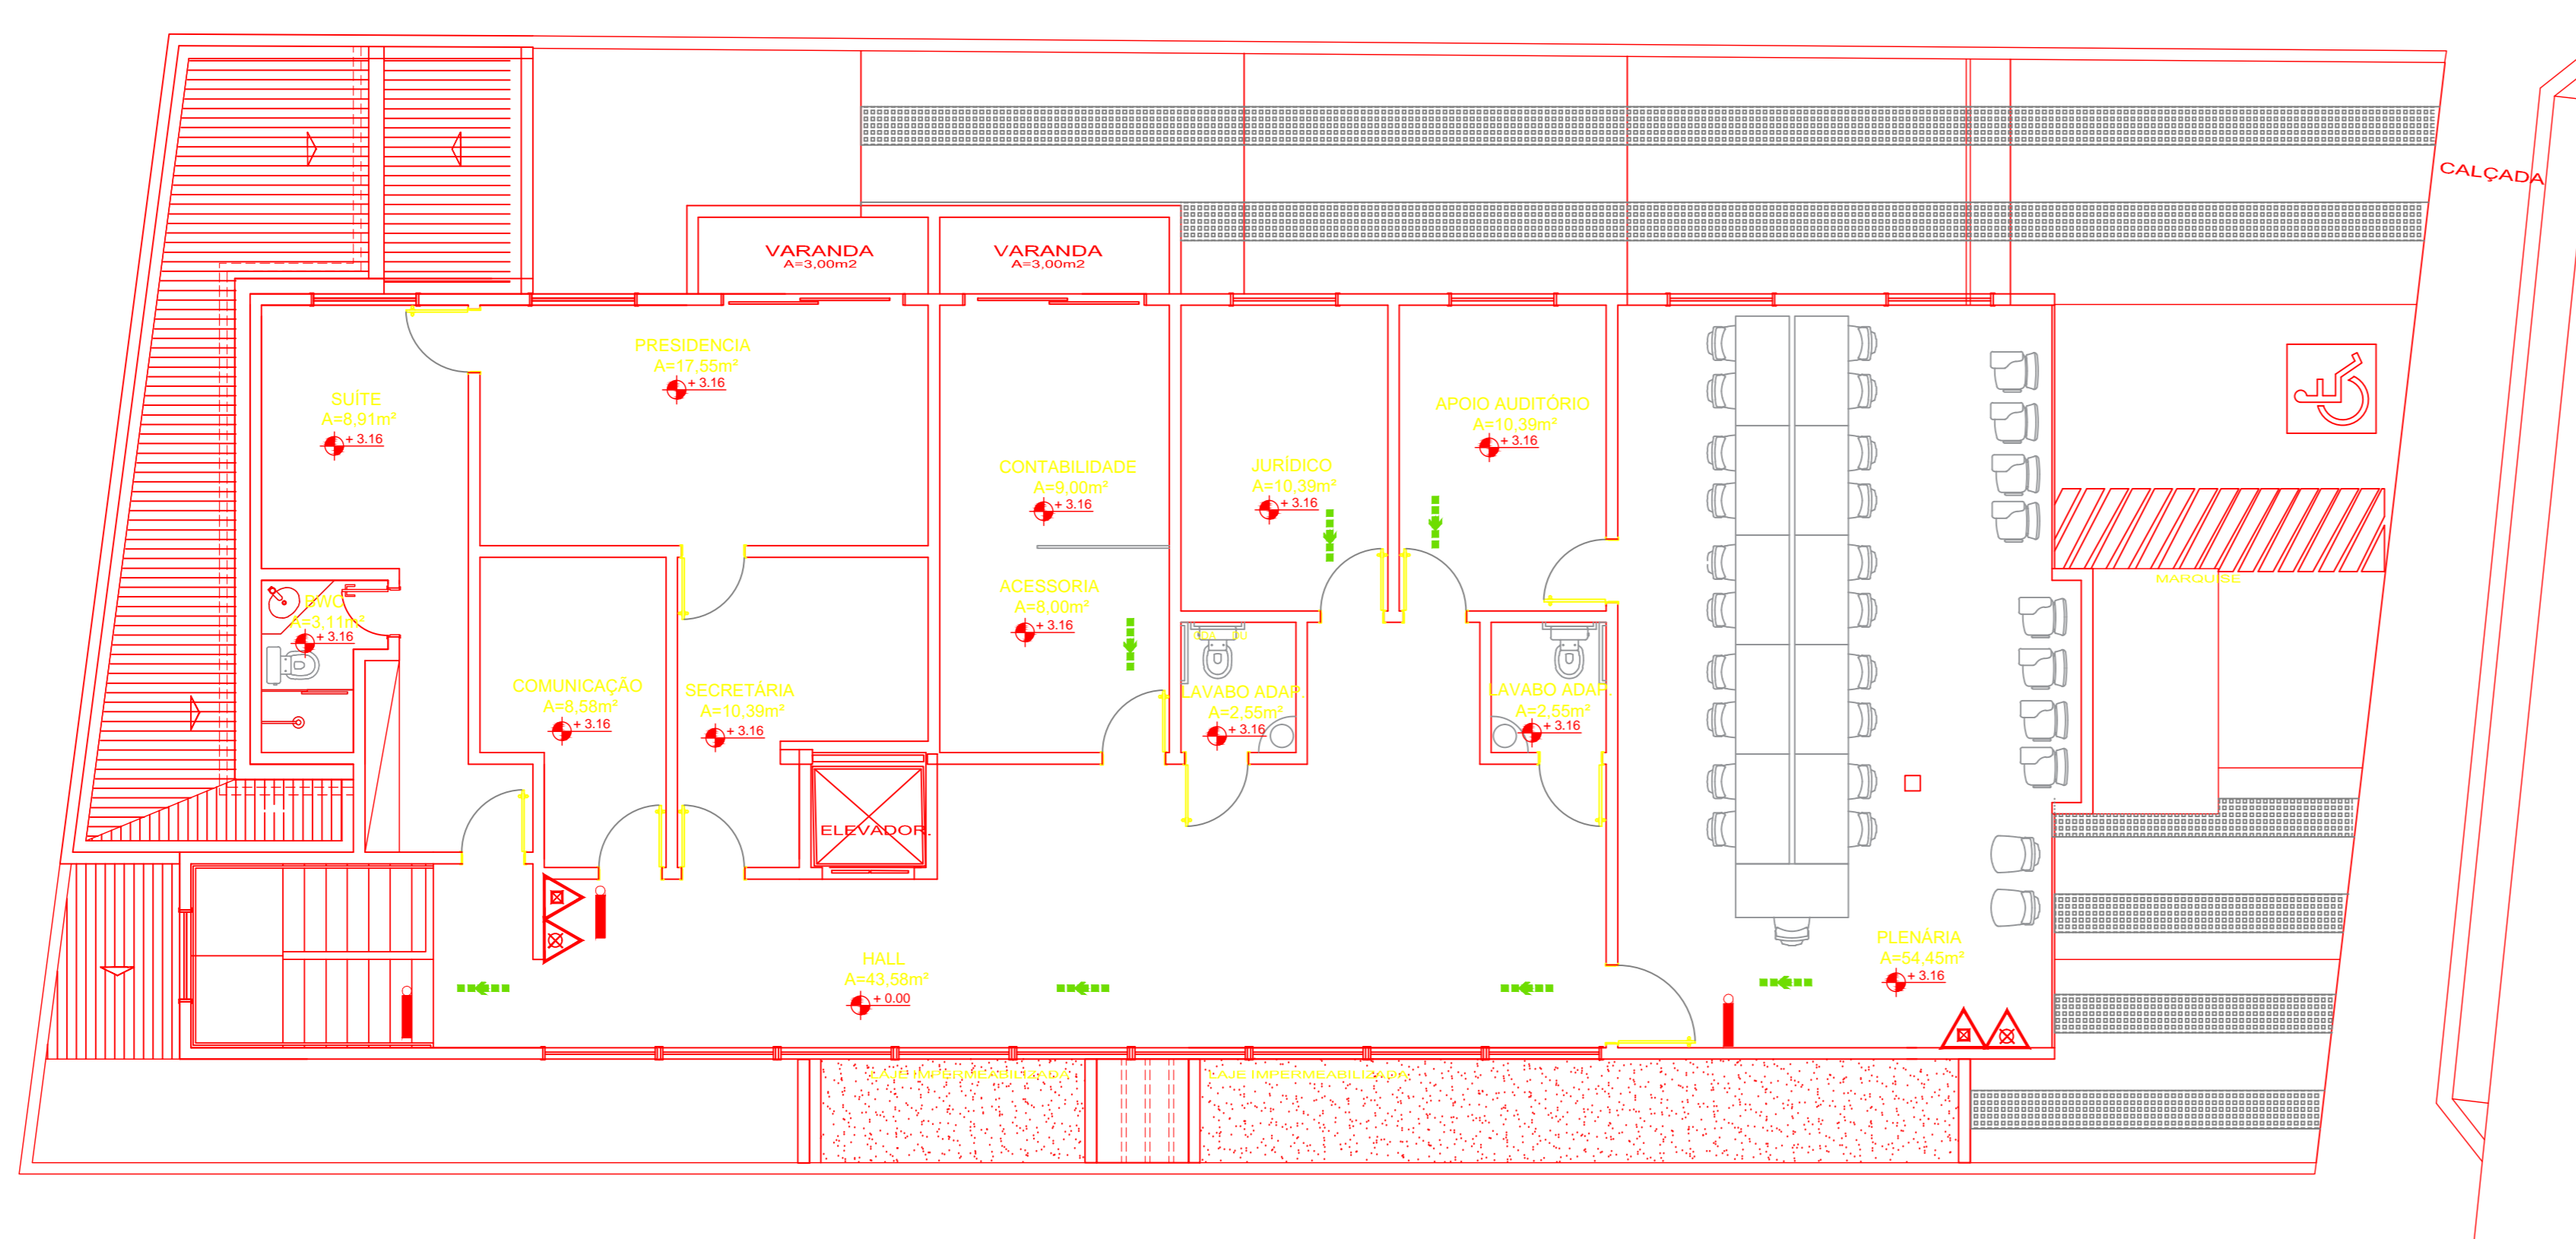 CALÇADA
VARANDA
A=3,00m2
VARANDA
A=3,00m2
PRESIDENCIA
A=17,55m²
+ 3.16
SUÍTE
A=8,91m²
+ 3.16
APOIO AUDITÓRIO
A=10,39m²
+ 3.16
CONTABILIDADE
A=9,00m²
+ 3.16
JURÍDICO
A=10,39m²
+ 3.16
MARQUISE
ACESSORIA
A=8,00m²
+ 3.16
BWC
A=3,11m²
+ 3.16
COMUNICAÇÃO
A=8,58m²
+ 3.16
SECRETÁRIA
A=10,39m²
+ 3.16
LAVABO ADAP.
A=2,55m²
+ 3.16
LAVABO ADAP.
A=2,55m²
+ 3.16
ELEVADOR.
HALL
A=43,58m²
+ 0.00
PLENÁRIA
A=54,45m²
+ 3.16
LAJE IMPERMEABILIZADA
LAJE IMPERMEABILIZADA